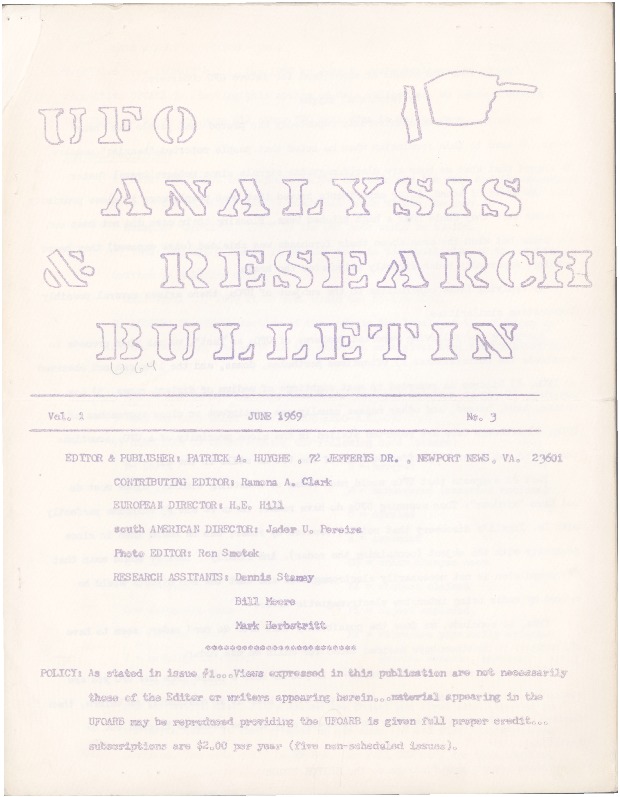 UFO
ANALYSIS
& RESEARCH
BULLETIN
U-64
Vol. 1 JUNE 1969 Nr. 3
EDITOR & PUBLISHER: PATRICK A. HUYGHE , 72 JEFFERYS DR. , NEWPORT NEWS, VA. 23601
CONTRIBUTING EDITOR: Ramona A. Clark
EUROPEAN DIRECTOR: H.E. Hill
south AMERICAN DIRECTOR: Jader U. Pereira
Photo EDITOR: Ron Smotek
RESEARCH ASSITANTS: Dennis Stamey
Bill Moore
Mark Herbstritt
**************************
POLICY: As stated in issue #1...Views expressed in this publication are not necessarily
those of the Editor or writers appearing herein...material appearing in the
UFOARB may be reproduced providing the UFOARB is given full proper credit...
subscriptions are $2.00 per year (five non-scheduled issues).